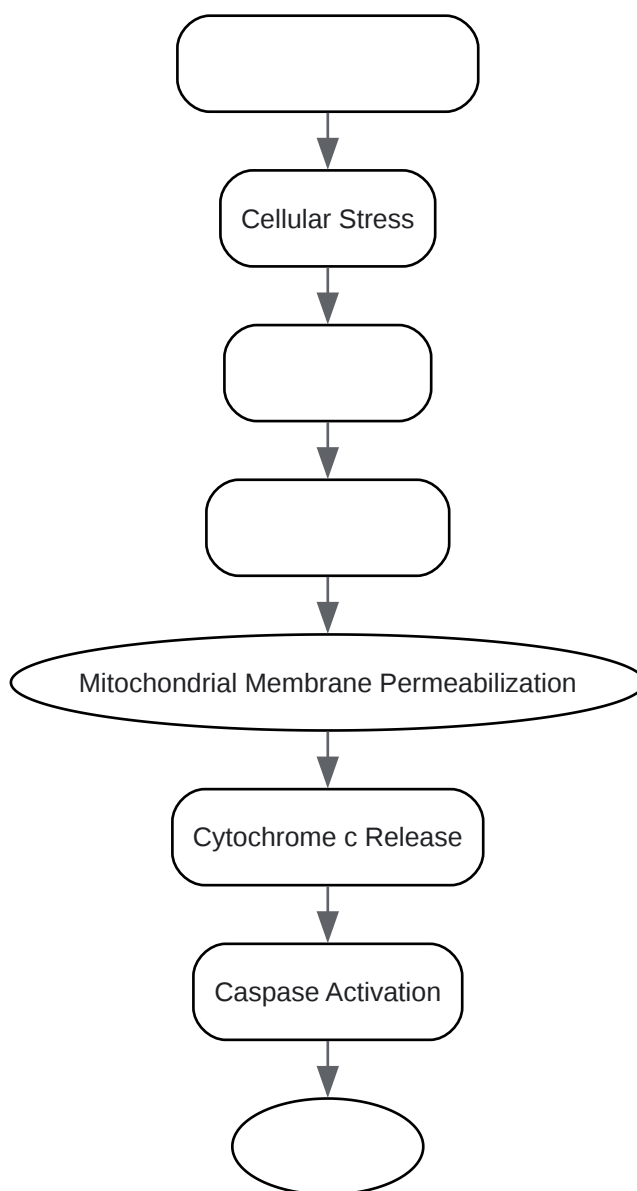 Cellular Stress
Mitochondrial Membrane Permeabilization
Cytochrome c Release
Caspase Activation